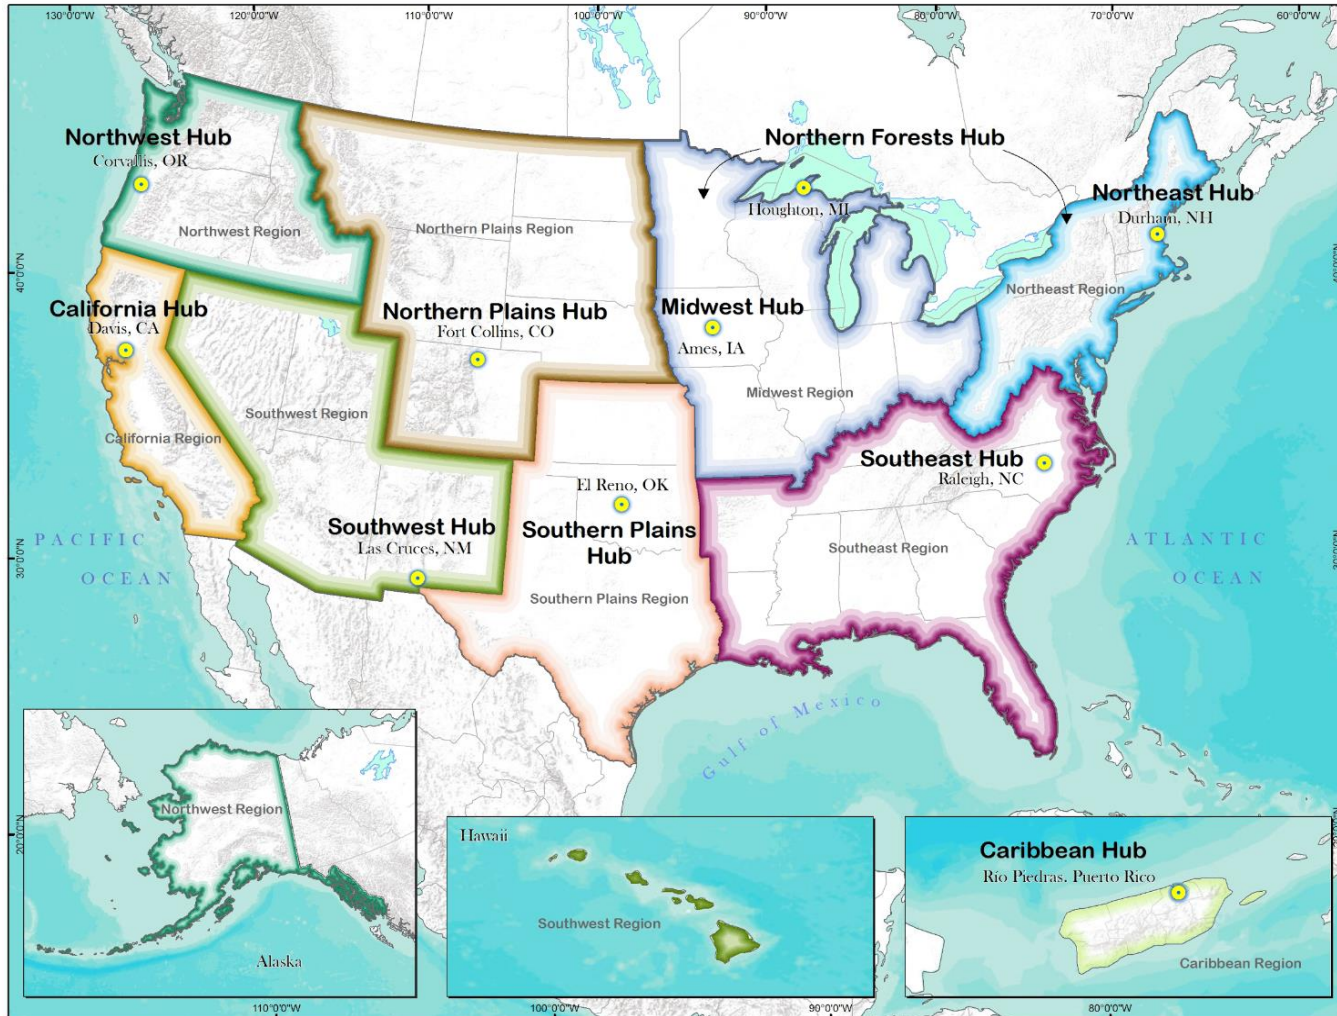 130°0'0"W
120°0'0"W
110°0'0"W
100°0'0"W
90°0'0"W
80°0'0"W
70°0'0"W
60°0'0"W
Northwest Hub
Corvallis, OR
Northwest Region
Northern Plains Region
Northern Forests Hub
Houghton, MI
Northeast Hub
Durham, NH
Northeast Region
40°0'0"N
California Hub
Davis, CA
Northern Plains Hub
Fort Collins, CO
Midwest Hub
Ames, IA
Midwest Region
Southwest Region
California Region
Southeast Hub
Raleigh, NC
El Reno, OK
Southern Plains
Hub
Southern Plains Region
Southwest Hub
Las Cruces, NM
Southeast Region
PACIFIC
OCEAN
ATLANTIC
OCEAN
30°0'0"N
Gulf of Mexico
20°0'0"N
Northwest Region
Alaska
Hawaii
Southwest Region
Caribbean Hub
Río Piedras. Puerto Rico
Caribbean Region
110°0'0"W
100°0'0"W
90°0'0"W
80°0'0"W